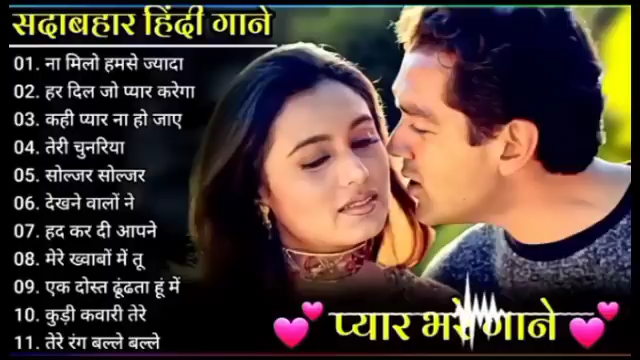 सदाबहार हिंदी गाने
01. ना मिलो हमसे ज्यादा
02. हर दिल जो प्यार करेगा
03. कही प्यार ना हो जाए
04. तेरी चुनरिया
05. सोल्जर सोल्जर
06. देखने वालों ने
07. हद कर दी आपने
08. मेरे ख्वाबों में तू
09. एक दोस्त ढूंढता हूं में
10. कुड़ी कवारी तेरे
11. तेरे रंग बल्ले बल्ले
प्यार भरे गाने